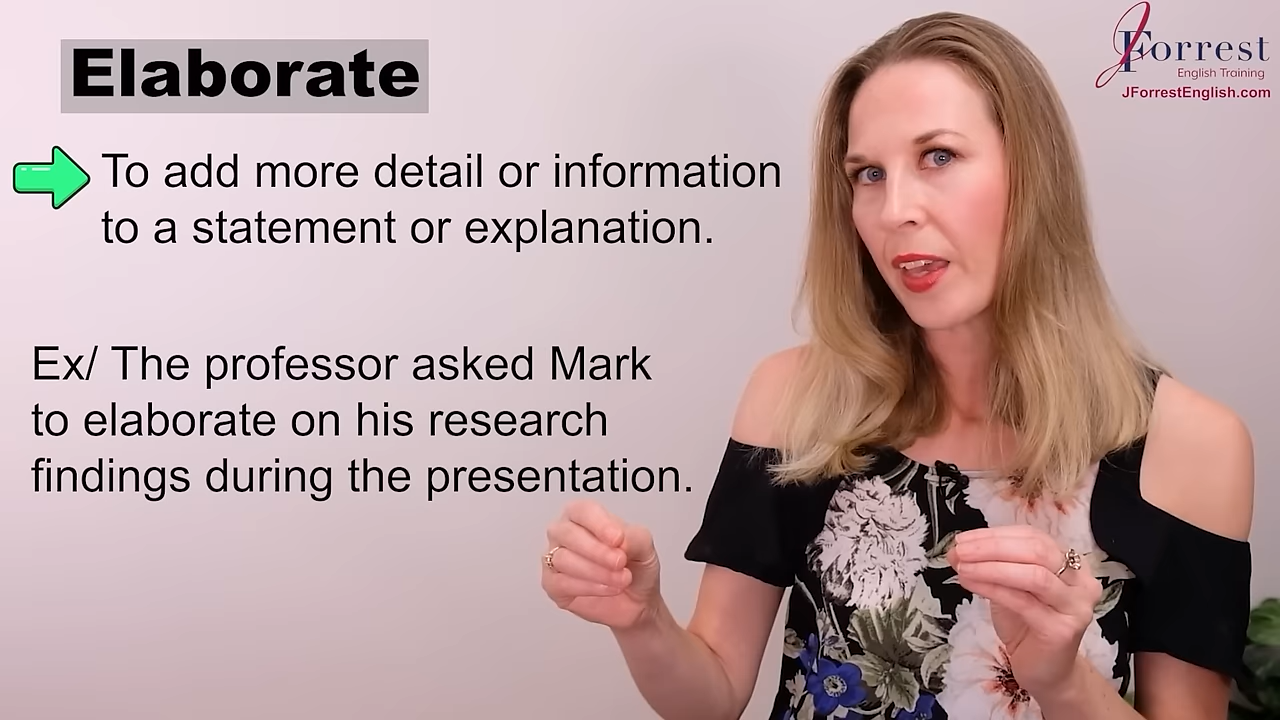 Elaborate
To add more detail or information
to a statement or explanation.
Ex/ The professor asked Mark
to elaborate on his research
findings during the presentation.
JForrest
English Training
JForrestEnglish.com